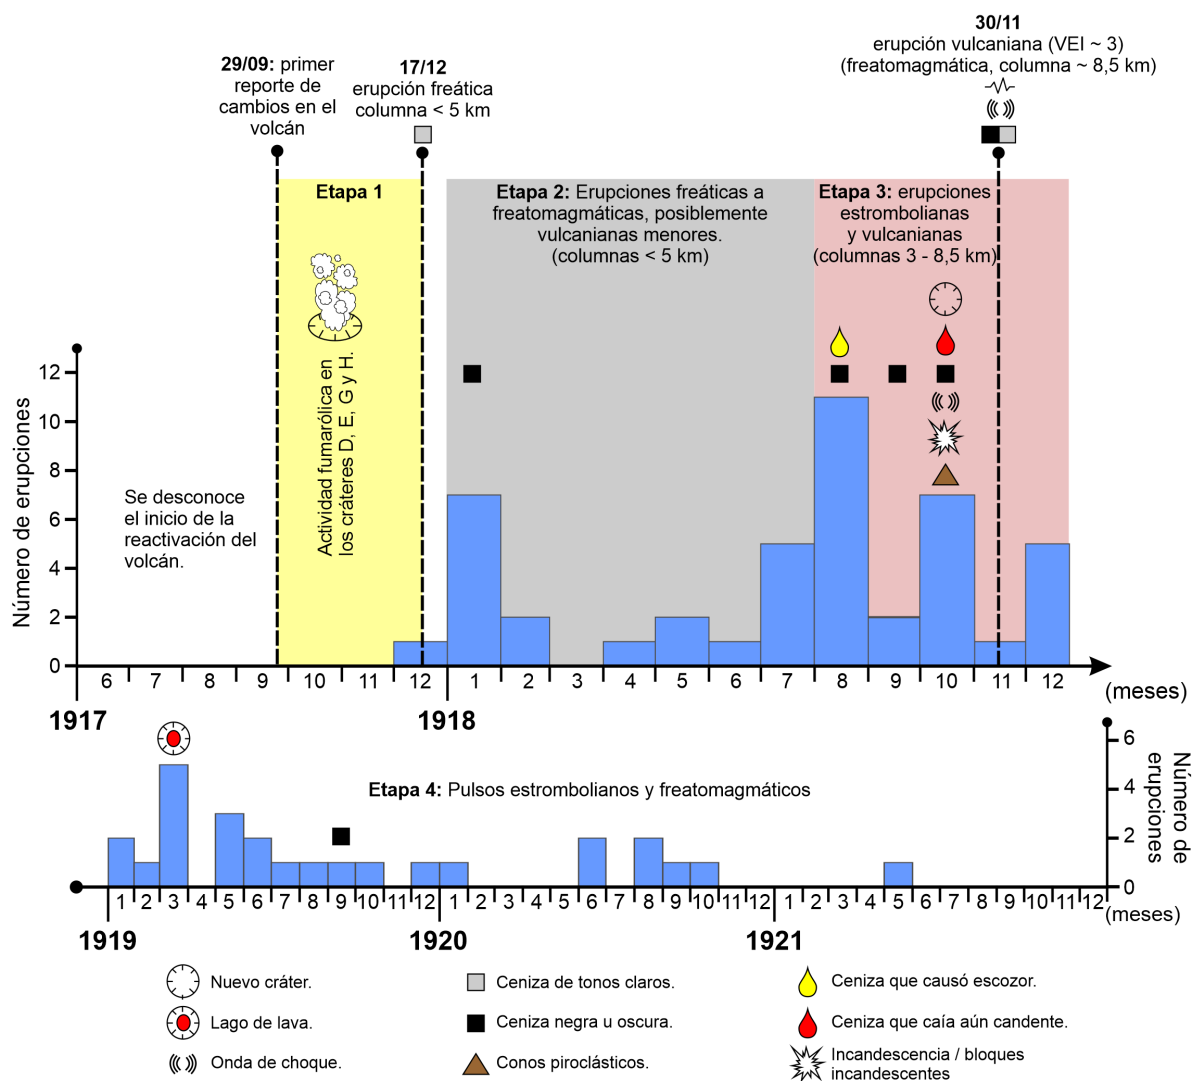 30/11
erupción vulcaniana (VEI ~ 3)
(freatomagmática, columna ~ 8,5 km)
29/09: primer
reporte de
cambios en el
volcán
17/12
erupción freática
columna < 5 km
Etapa 1
Etapa 2: Erupciones freáticas a
freatomagmáticas, posiblemente
vulcanianas menores.
(columnas < 5 km)
Etapa 3: erupciones
estrombolianas
y vulcanianas
(columnas 3 - 8,5 km)
Actividad fumarólica en
los cráteres D, E, G y H.
Se desconoce
el inicio de la
reactivación del
volcán.
Número de erupciones
12
10
8
6
4
2
0
6 7 8 9 10 11 12 1 2 3 4 5 6 7 8 9 10 11 12
(meses)
1917 1918
Etapa 4: Pulsos estrombolianos y freatomagmáticos
6
4
2
0
Número de
erupciones
1 2 3 4 5 6 7 8 9 10 11 12 1 2 3 4 5 6 7 8 9 10 11 12 1 2 3 4 5 6 7 8 9 10 11 12
(meses)
1919 1920 1921
Nuevo cráter.
Lago de lava.
Onda de choque.
Ceniza de tonos claros.
Ceniza negra u oscura.
Conos piroclásticos.
Ceniza que causó escozor.
Ceniza que caía aún candente.
Incandescencia / bloques
incandescentes